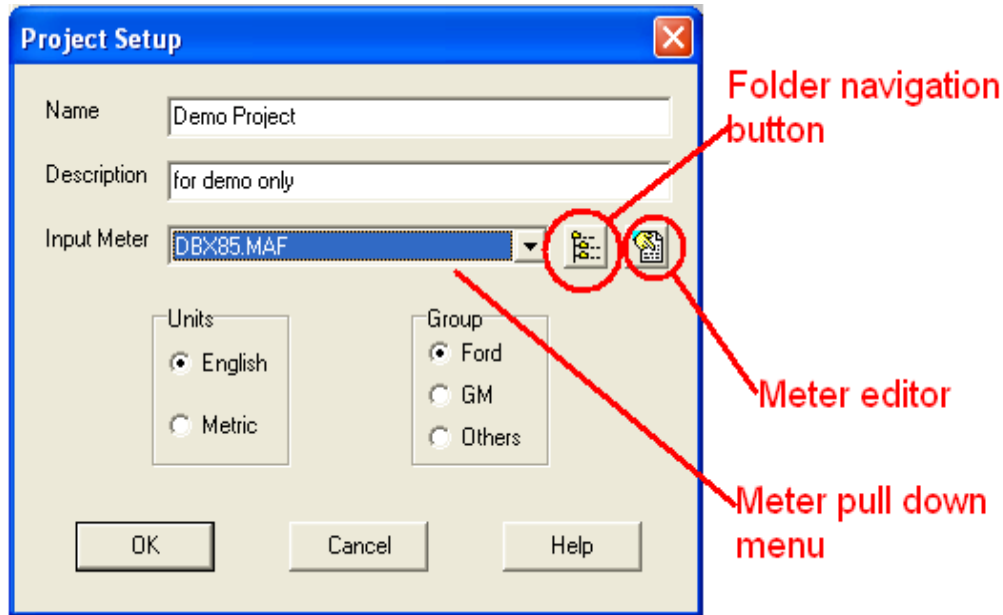 Project Setup
Folder navigation
button
Name
Demo Project
Description
for demo only
Input Meter
DBX85.MAF
Units
Group
English
Ford
GM
Metric
Others
Meter editor
Meter pull down
menu
OK
Cancel
Help